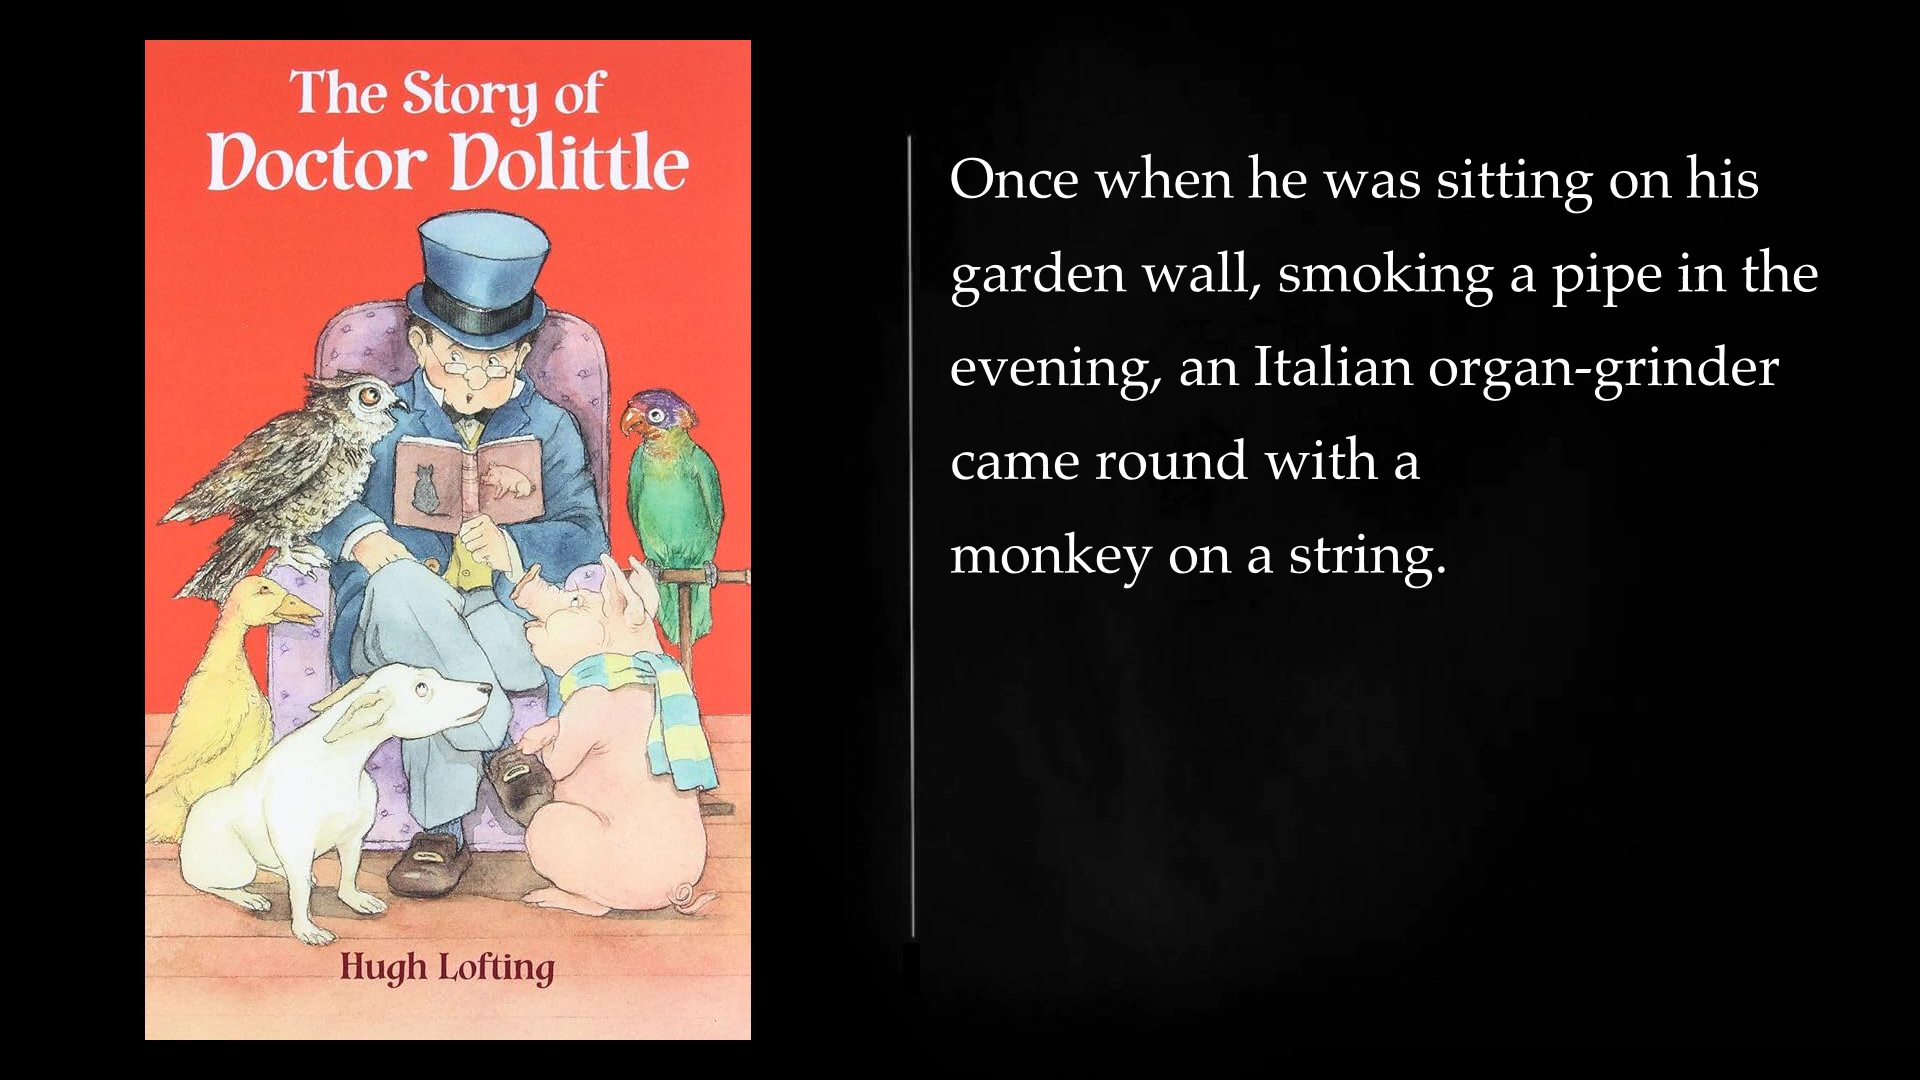 The Story of
Doctor Dolittle
Hugh Lofting
Once when he was sitting on his
garden wall, smoking a pipe in the
evening, an Italian organ-grinder
came round with a
monkey on a string.